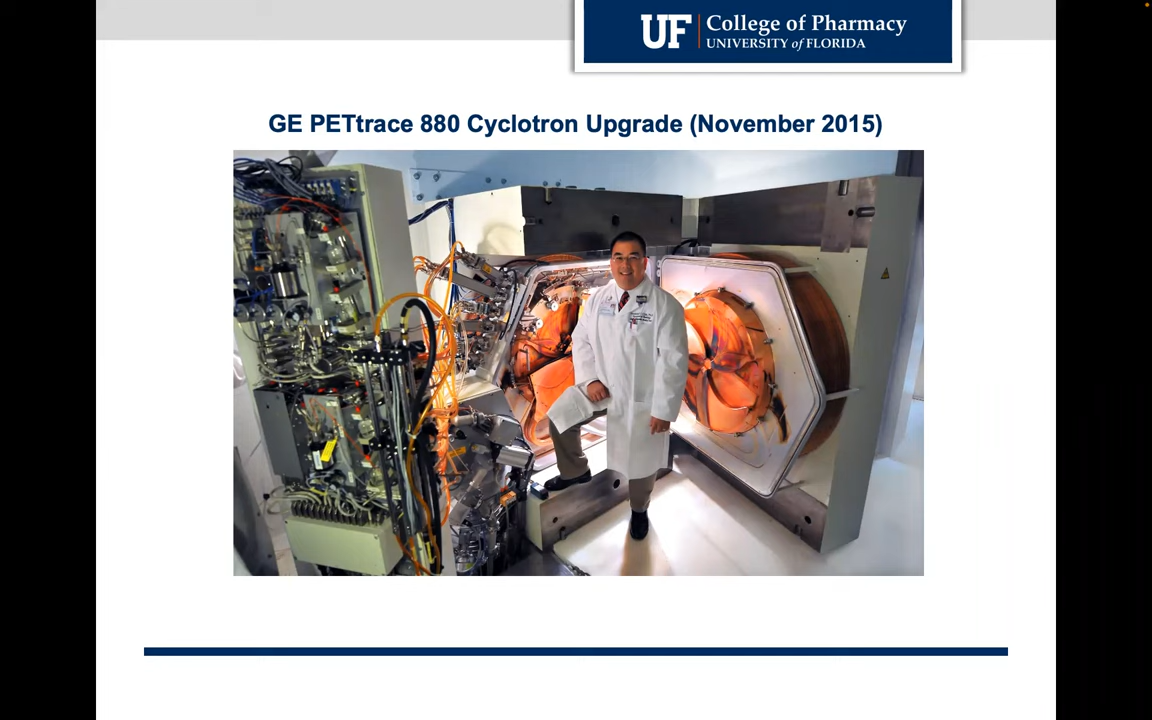 UF
College of Pharmacy
UNIVERSITY of FLORIDA
GE PETtrace 880 Cyclotron Upgrade (November 2015)